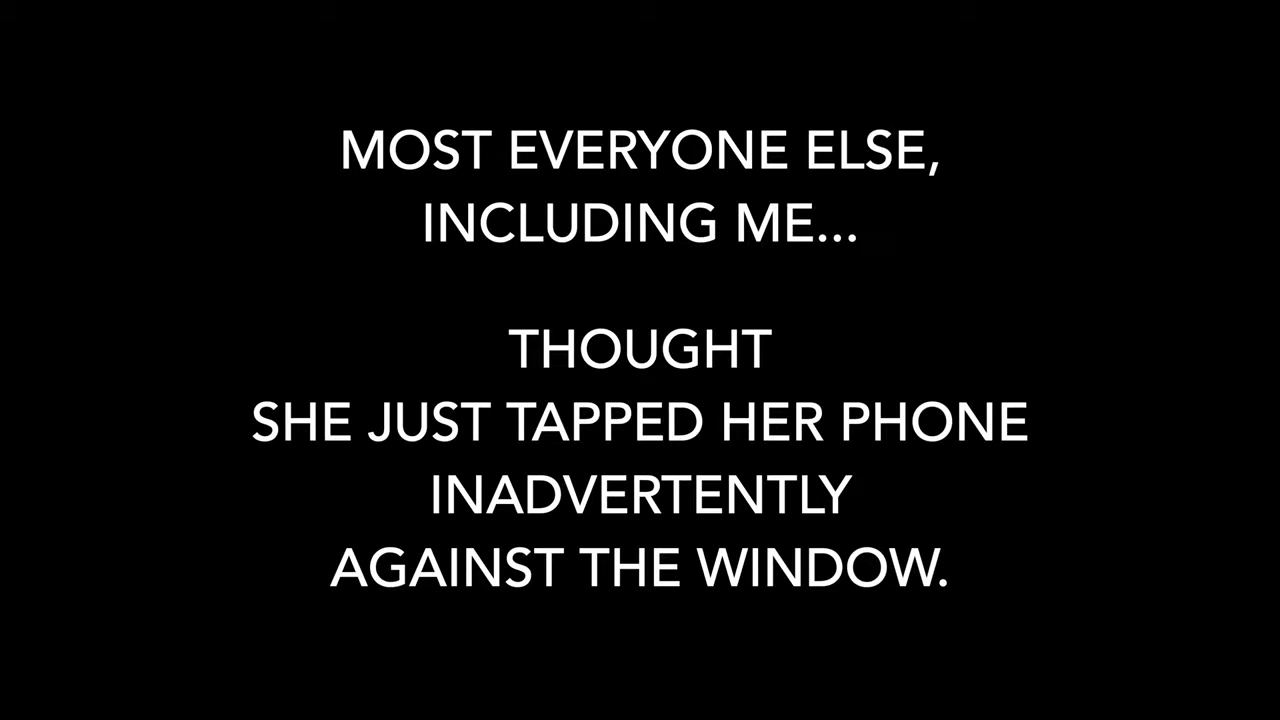 MOST EVERYONE ELSE,
INCLUDING ME...
THOUGHT
SHE JUST TAPPED HER PHONE
INADVERTENTLY
AGAINST THE WINDOW.